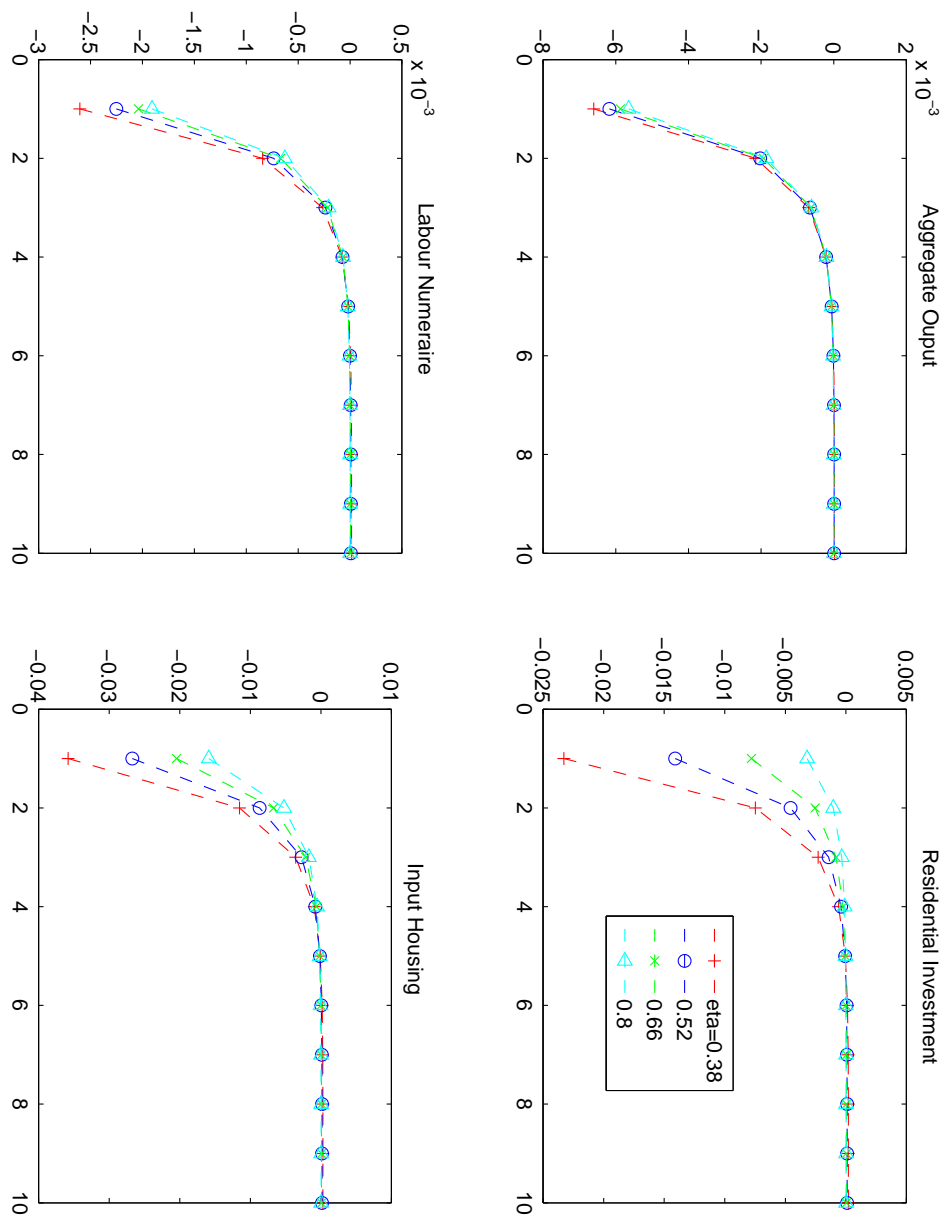 Aggregate Ouput
x 10⁻³
2
0
−2
−4
−6
−8
0 2 4 6 8 10
Residential Investment
0.005
0
−0.005
−0.01
−0.015
−0.02
−0.025
0 2 4 6 8 10
eta=0.38
0.52
0.66
0.8
Labour Numeraire
x 10⁻³
0.5
0
−0.5
−1
−1.5
−2
−2.5
−3
0 2 4 6 8 10
Input Housing
0.01
0
−0.01
−0.02
−0.03
−0.04
0 2 4 6 8 10